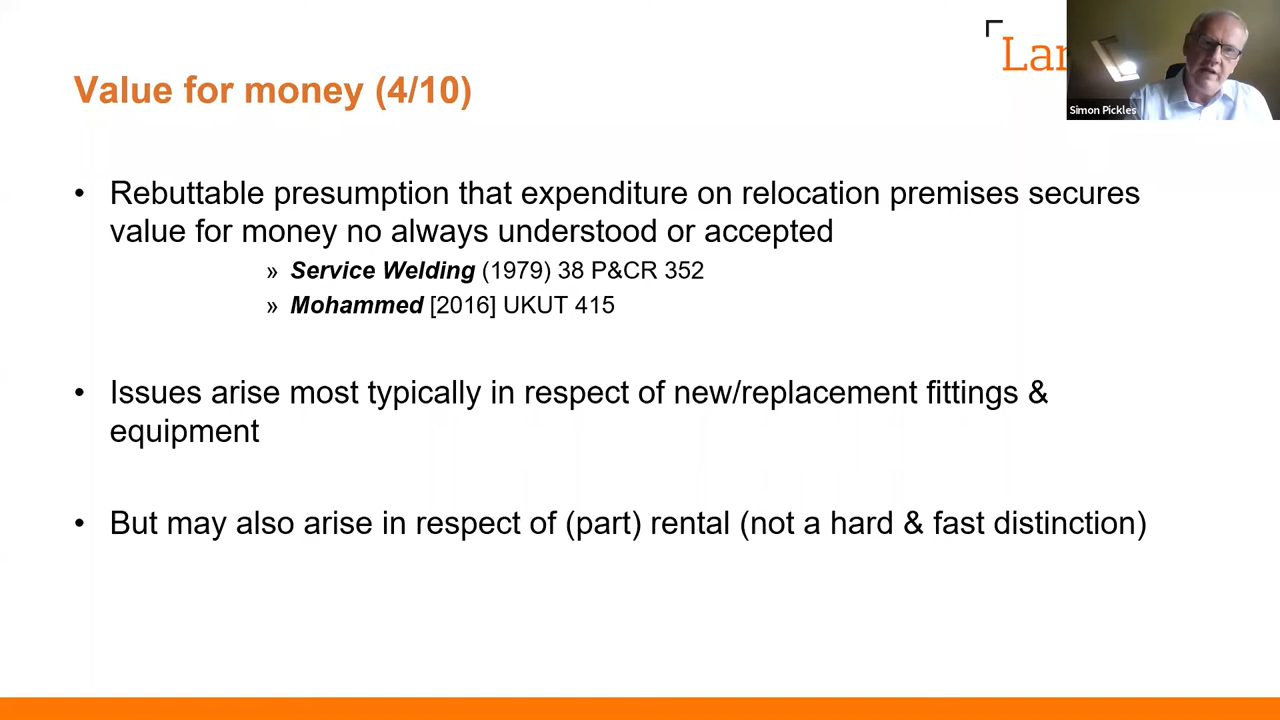 Lan
Simon Pickles
Value for money (4/10)
• Rebuttable presumption that expenditure on relocation premises secures
value for money no always understood or accepted
» Service Welding (1979) 38 P&CR 352
» Mohammed [2016] UKUT 415
• Issues arise most typically in respect of new/replacement fittings &
equipment
• But may also arise in respect of (part) rental (not a hard & fast distinction)